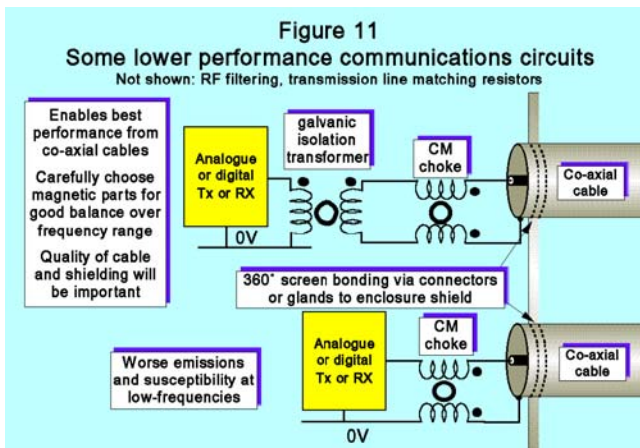 Figure 11
Some lower performance communications circuits
Not shown: RF filtering, transmission line matching resistors
Enables best
performance from
co-axial cables
Carefully choose
magnetic parts for
good balance over
frequency range
Quality of cable
and shielding will
be important
Analogue
or digital
Tx or RX
0V
galvanic
isolation
transformer
CM
choke
Co-axial
cable
360° screen bonding via connectors
or glands to enclosure shield
Worse emissions
and susceptibility at
low-frequencies
Analogue
or digital
Tx or RX
0V
CM
choke
Co-axial
cable